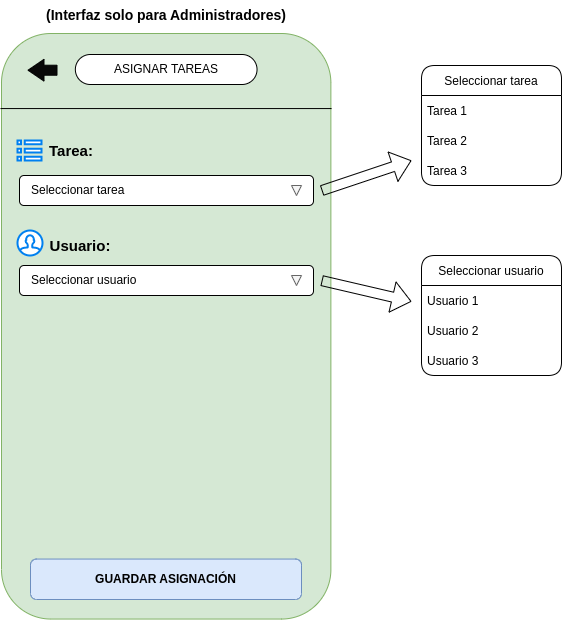 (Interfaz solo para Administradores)
ASIGNAR TAREAS
Tarea:
Seleccionar tarea
Usuario:
Seleccionar usuario
GUARDAR ASIGNACIÓN
Seleccionar tarea
Tarea 1
Tarea 2
Tarea 3
Seleccionar usuario
Usuario 1
Usuario 2
Usuario 3